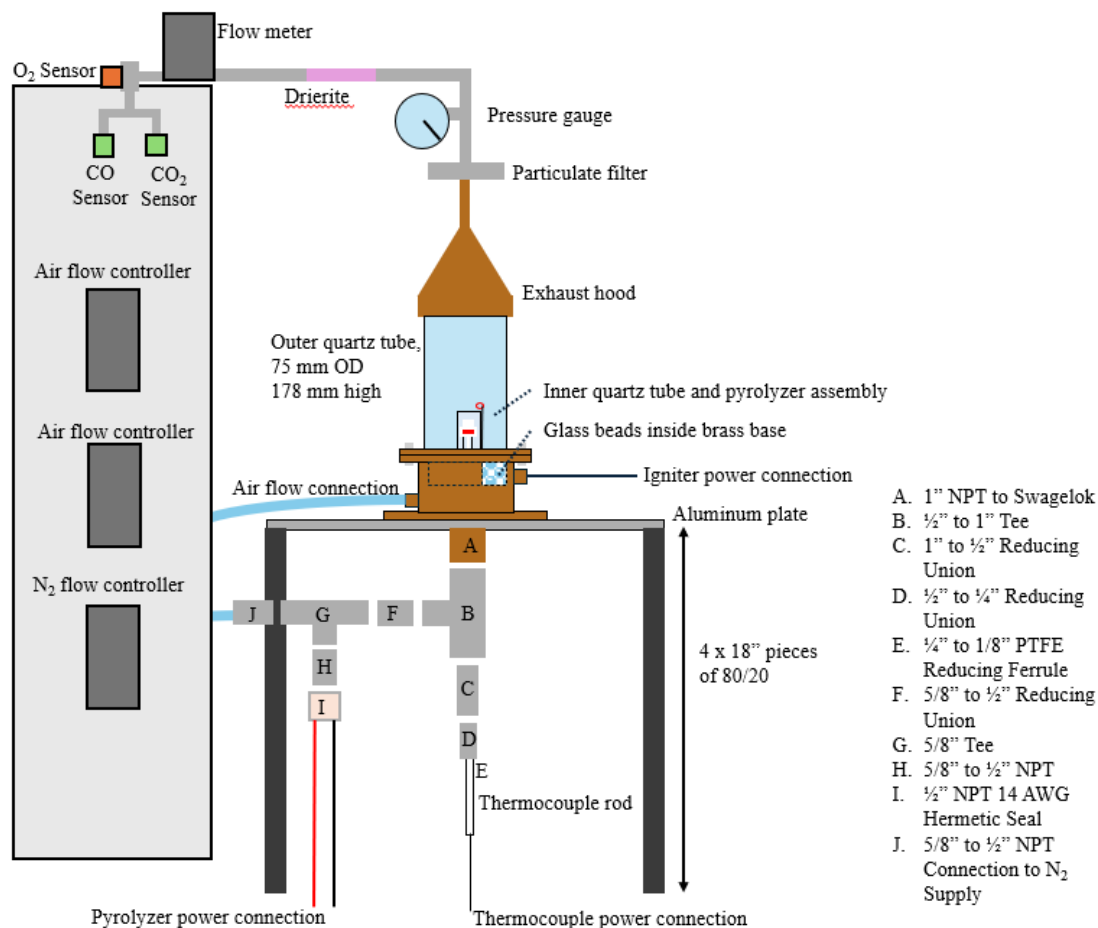 Flow meter
O₂ Sensor
Drierite
Pressure gauge
CO
Sensor
CO₂
Sensor
Particulate filter
Air flow controller
Exhaust hood
Outer quartz tube,
75 mm OD
178 mm high
Inner quartz tube and pyrolyzer assembly
Air flow controller
Glass beads inside brass base
Igniter power connection
Air flow connection
Aluminum plate
A
N₂ flow controller
J
G
F
B
H
C
I
D
E
4 x 18” pieces
of 80/20
Thermocouple rod
Pyrolyzer power connection
Thermocouple power connection
A. 1” NPT to Swagelok
B. ½” to 1” Tee
C. 1” to ½” Reducing
Union
D. ½” to ¼” Reducing
Union
E. ¼” to 1/8” PTFE
Reducing Ferrule
F. 5/8” to ½” Reducing
Union
G. 5/8” Tee
H. 5/8” to ½” NPT
I. ½” NPT 14 AWG
Hermetic Seal
J. 5/8” to ½” NPT
Connection to N₂
Supply